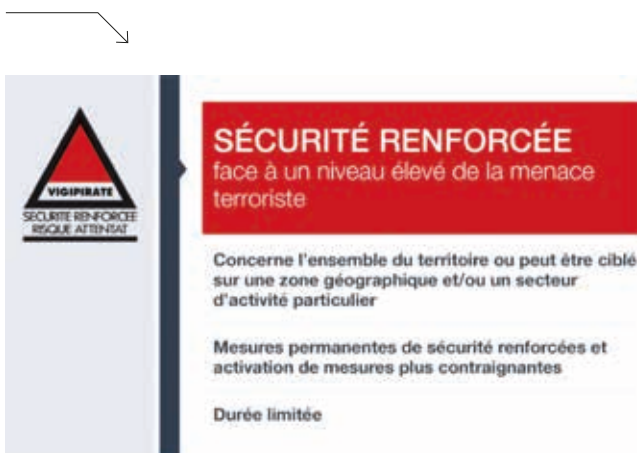 VIGIPIRATE
SÉCURITÉ RENFORCÉE
RISQUE ATTENTAT
SÉCURITÉ RENFORCÉE
face à un niveau élevé de la menace
terroriste
Concerne l'ensemble du territoire ou peut être ciblé
sur une zone géographique et/ou un secteur
d'activité particulier
Mesures permanentes de sécurité renforcées et
activation de mesures plus contraignantes
Durée limitée